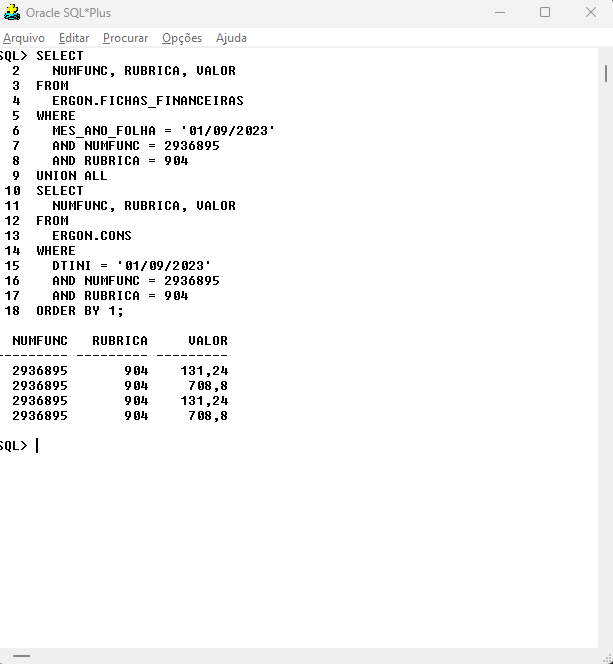 Oracle SQL*Plus
Arquivo Editar Procurar Opções Ajuda
SQL> SELECT
2 NUMFUNC, RUBRICA, VALOR
3 FROM
4 ERGON.FICHAS_FINANCEIRAS
5 WHERE
6 MES_ANO_FOLHA = '01/09/2023'
7 AND NUMFUNC = 2936895
8 AND RUBRICA = 904
9 UNION ALL
10 SELECT
11 NUMFUNC, RUBRICA, VALOR
12 FROM
13 ERGON.CONS
14 WHERE
15 DTINI = '01/09/2023'
16 AND NUMFUNC = 2936895
17 AND RUBRICA = 904
18 ORDER BY 1;
NUMFUNC RUBRICA VALOR
--------- --------- ---------
2936895 904 131,24
2936895 904 708,8
2936895 904 131,24
2936895 904 708,8
SQL>